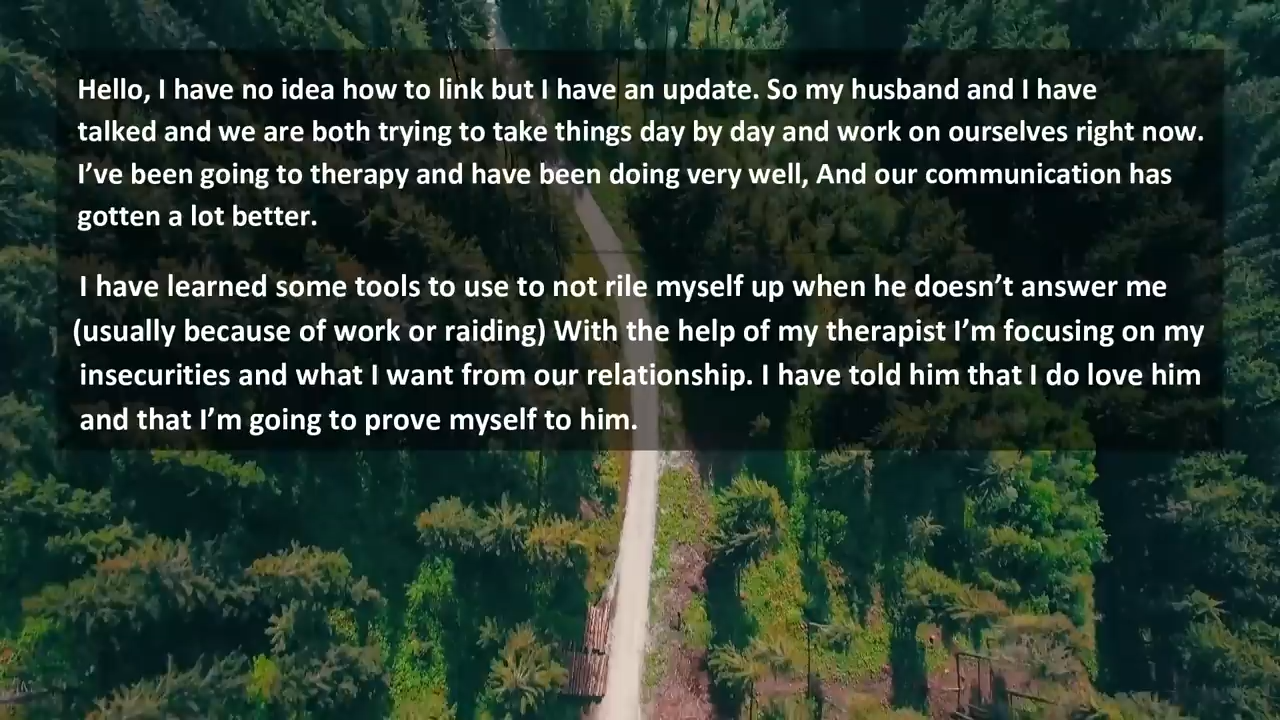 Hello, I have no idea how to link but I have an update. So my husband and I have
talked and we are both trying to take things day by day and work on ourselves right now.
I’ve been going to therapy and have been doing very well, And our communication has
gotten a lot better.
I have learned some tools to use to not rile myself up when he doesn’t answer me
(usually because of work or raiding) With the help of my therapist I’m focusing on my
insecurities and what I want from our relationship. I have told him that I do love him
and that I’m going to prove myself to him.